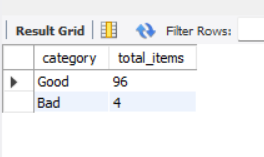 Result Grid Filter Rows:
category total_items
Good 96
Bad 4